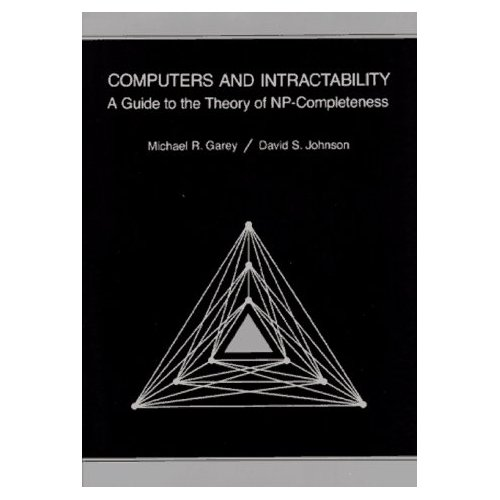 COMPUTERS AND INTRACTABILITY
A Guide to the Theory of NP-Completeness
Michael R. Garey / David S. Johnson